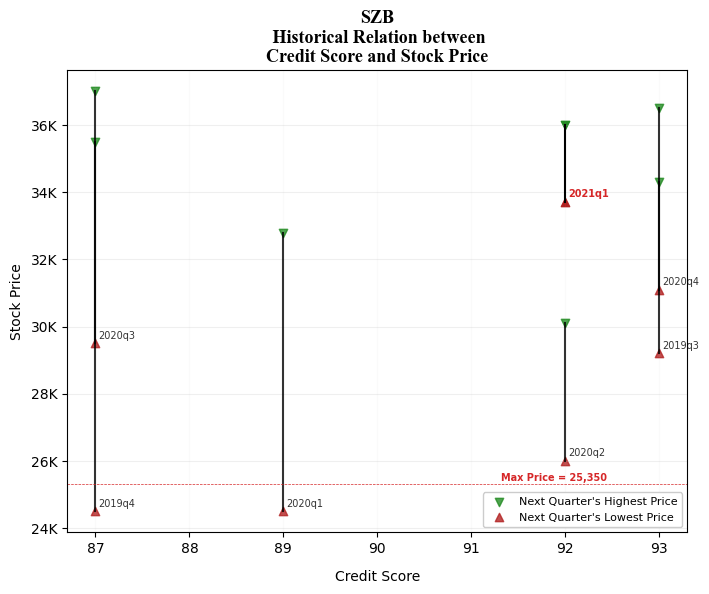 SZB
Historical Relation between
Credit Score and Stock Price
Stock Price
36K
34K
32K
30K
28K
26K
24K
2021q1
2020q4
2020q3
2019q3
2020q2
Max Price = 25,350
2019q4
2020q1
Next Quarter's Highest Price
Next Quarter's Lowest Price
87 88 89 90 91 92 93
Credit Score